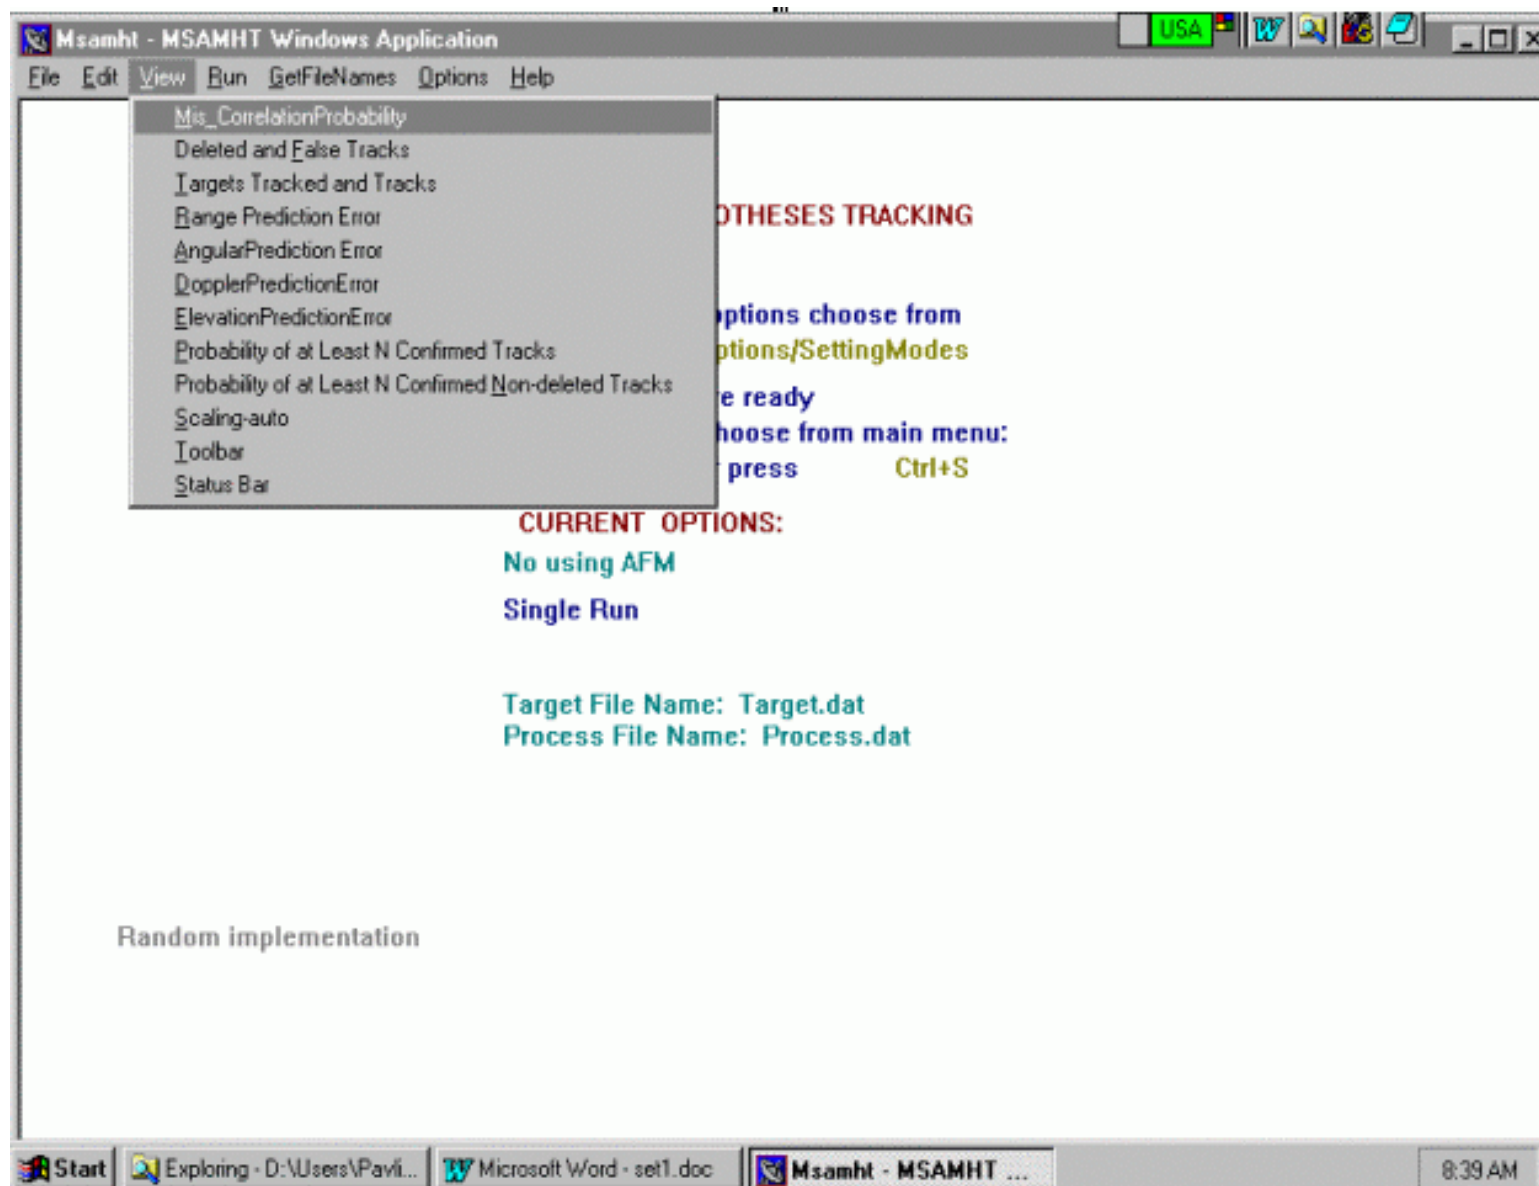 Msamht - MSAMHT Windows Application
USA
File Edit View Run GetFileNames Options Help
Mis_CorrelationProbability
Deleted and False Tracks
Targets Tracked and Tracks
Range Prediction Error
AngularPrediction Error
DopplerPredictionError
ElevationPredictionError
Probability of at Least N Confirmed Tracks
Probability of at Least N Confirmed Non-deleted Tracks
Scaling-auto
Toolbar
Status Bar
OTHESES TRACKING
ptions choose from
ptions/SettingModes
e ready
hoose from main menu:
press Ctrl+S
CURRENT OPTIONS:
No using AFM
Single Run
Target File Name: Target.dat
Process File Name: Process.dat
Random implementation
Start Exploring - D:\Users\Pavli... Microsoft Word - set1.doc Msamht - MSAMHT ... 8:39 AM